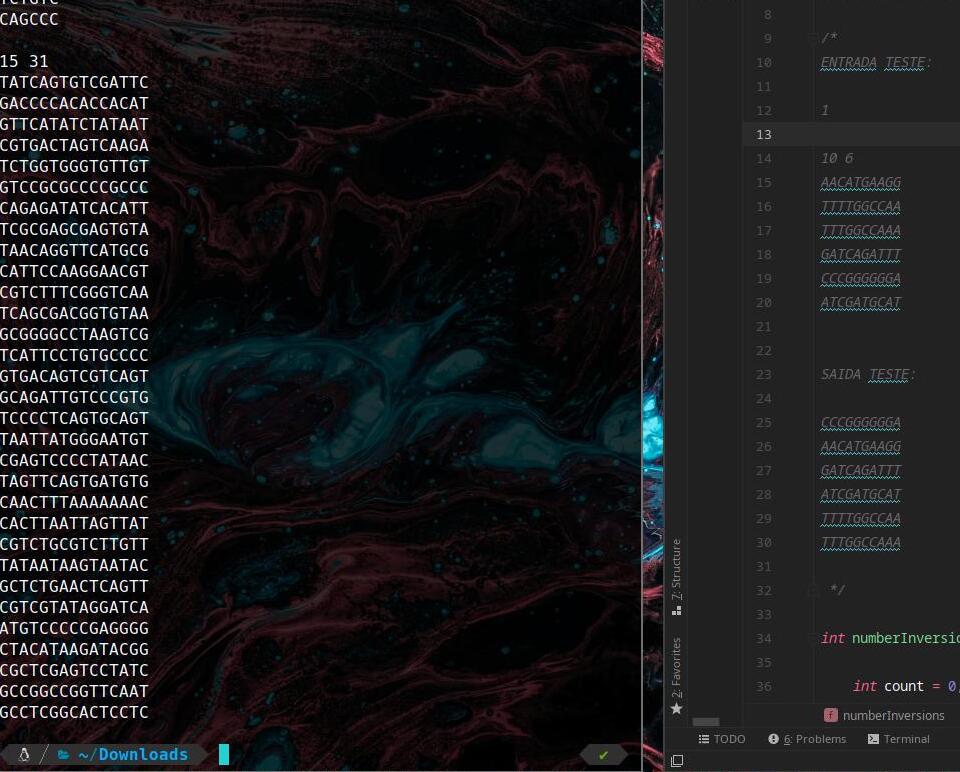 CAGCCC
15 31
TATCAGTGTCGATTC
GACCCCACACCACAT
GTTCATATCTATAAT
CGTGACTAGTCAAGA
TCTGGTGGGTGTTGT
GTCCGCGCCCCGCCC
CAGAGATATCACATT
TCGCGAGCGAGTGTA
TAACAGGTTCATGCG
CATTCCAAGGAACGT
CGTCTTTCGGGTCAA
TCAGCGACGGTGTAA
GCGGGGCCTAAGTCG
TCATTCCTGTGCCCC
GTGACAGTCGTCAGT
GCAGATTGTCCCGTG
TCCCCTCAGTGCAGT
TAATTATGGGAATGT
CGAGTCCCCTATAAC
TAGTTCAGTGATGTG
CAACTTTAAAAAAAC
CACTTAATTAGTTAT
CGTCTGCGTCTTGTT
TATAATAAGTAATAC
GCTCTGAACTCAGTT
CGTCGTATAGGATCA
ATGTCCCCCGAGGGG
CTACATAAGATACGG
CGCTCGAGTCCTATC
GCCGGCCGGTTCAAT
GCCTCGGCACTCCTC
~/Downloads
✔
8
9 /*
10 ENTRADA TESTE:
11
12 1
13
14 10 6
15 AACATGAAGG
16 TTTTGGCCAA
17 TTTGGCCAAA
18 GATCAGATTT
19 CCCGGGGGGA
20 ATCGATGCAT
21
22
23 SAIDA TESTE:
24
25 CCCGGGGGGA
26 AACATGAAGG
27 GATCAGATTT
28 ATCGATGCAT
29 TTTTGGCCAA
30 TTTGGCCAAA
31
32 */
33
34 int numberInversio
35
36 int count = 0
f numberInversions
7: Structure
2: Favorites
TODO 6: Problems Terminal